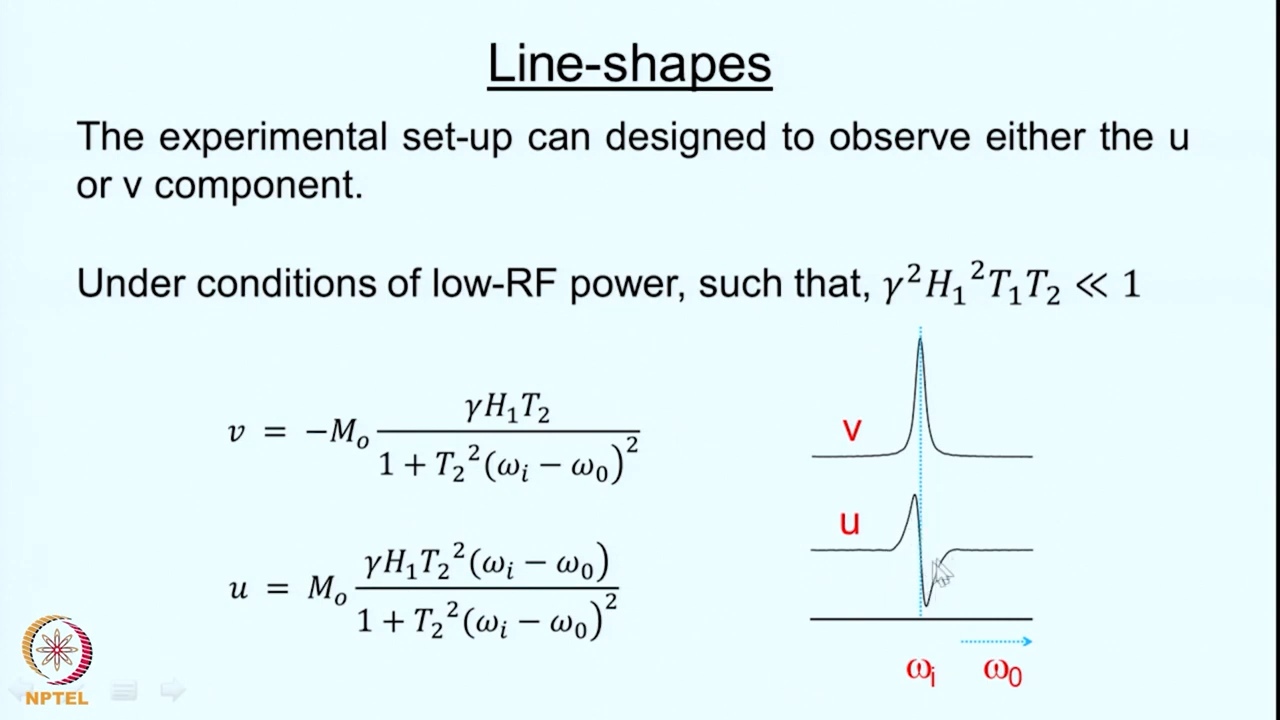 Line-shapes
The experimental set-up can designed to observe either the u
or v component.
Under conditions of low-RF power, such that, γ²H₁²T₁T₂ ≪ 1
v = −Mₒ γH₁T₂ / (1 + T₂²(ωᵢ − ω₀)²)
v
u
u = Mₒ γH₁T₂²(ωᵢ − ω₀) / (1 + T₂²(ωᵢ − ω₀)²)
ωᵢ ω₀
NPTEL